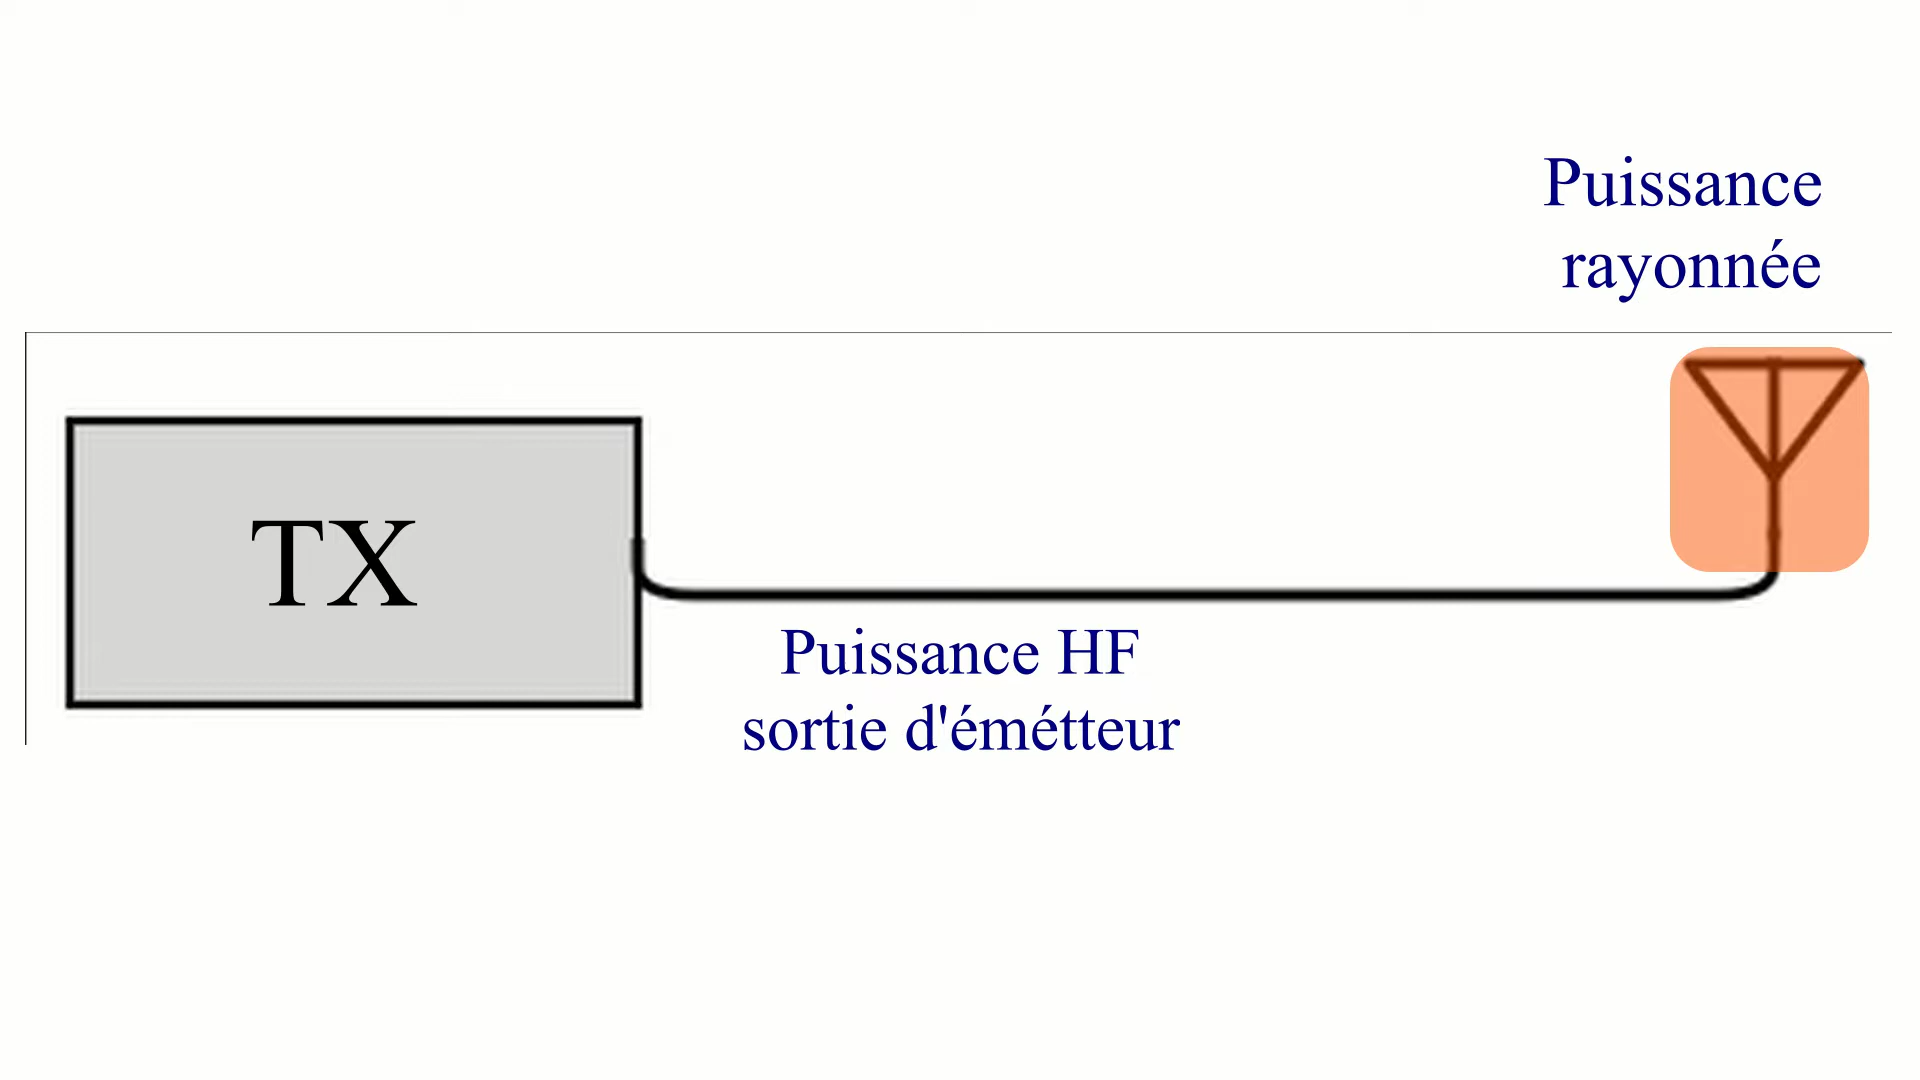 Puissance
rayonnée
TX
Puissance HF
sortie d'émétteur